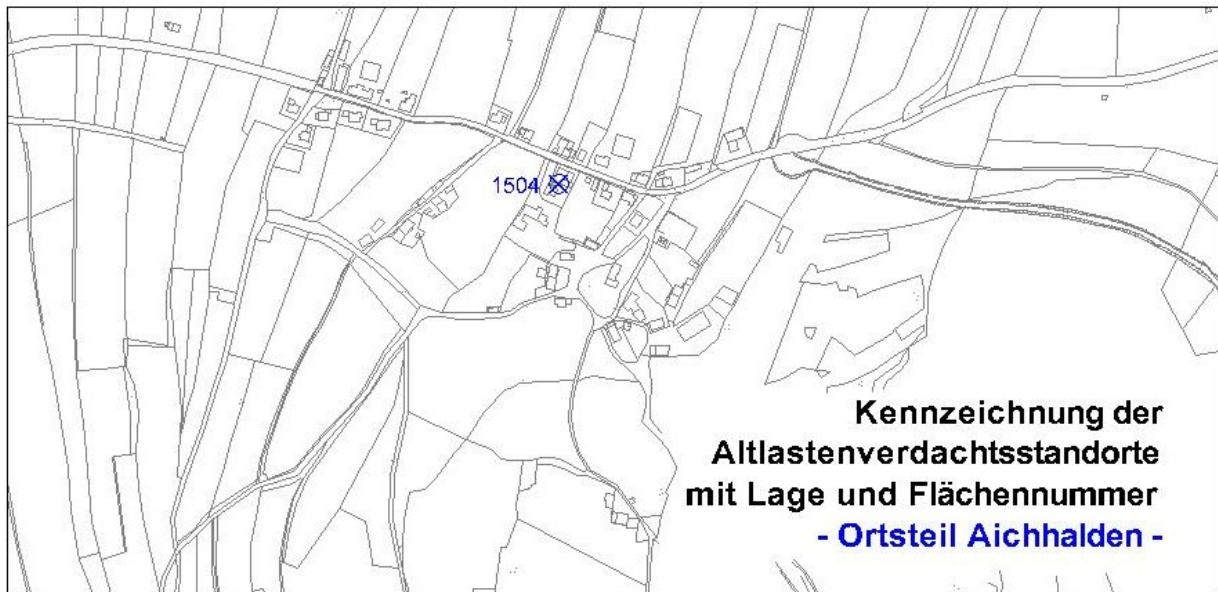 1504
Kennzeichnung der
Altlastenverdachtsstandorte
mit Lage und Flächennummer
- Ortsteil Aichhalden -